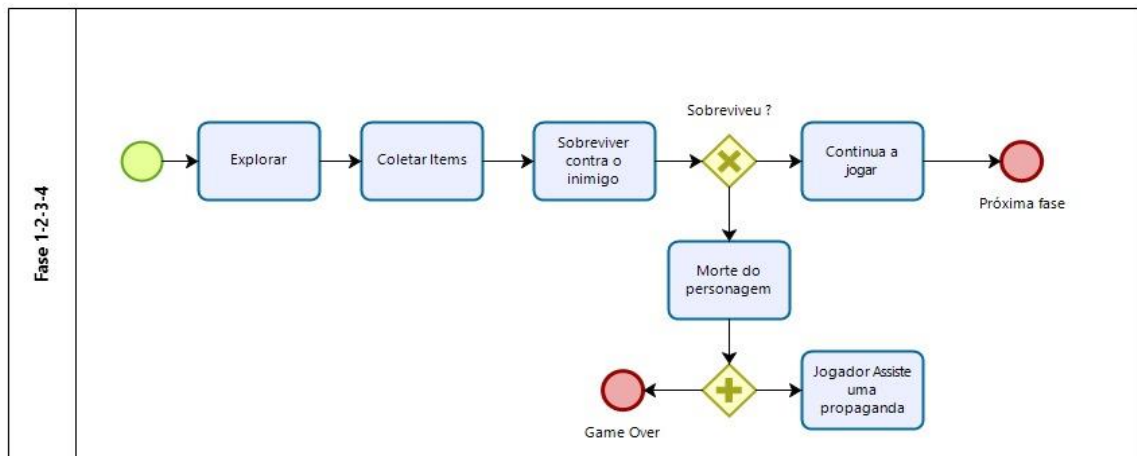 Fase 1-2-3-4
Explorar
Coletar Items
Sobreviver
contra o
inimigo
Sobreviveu ?
Continua a
jogar
Próxima fase
Morte do
personagem
Game Over
Jogador Assiste
uma
propaganda